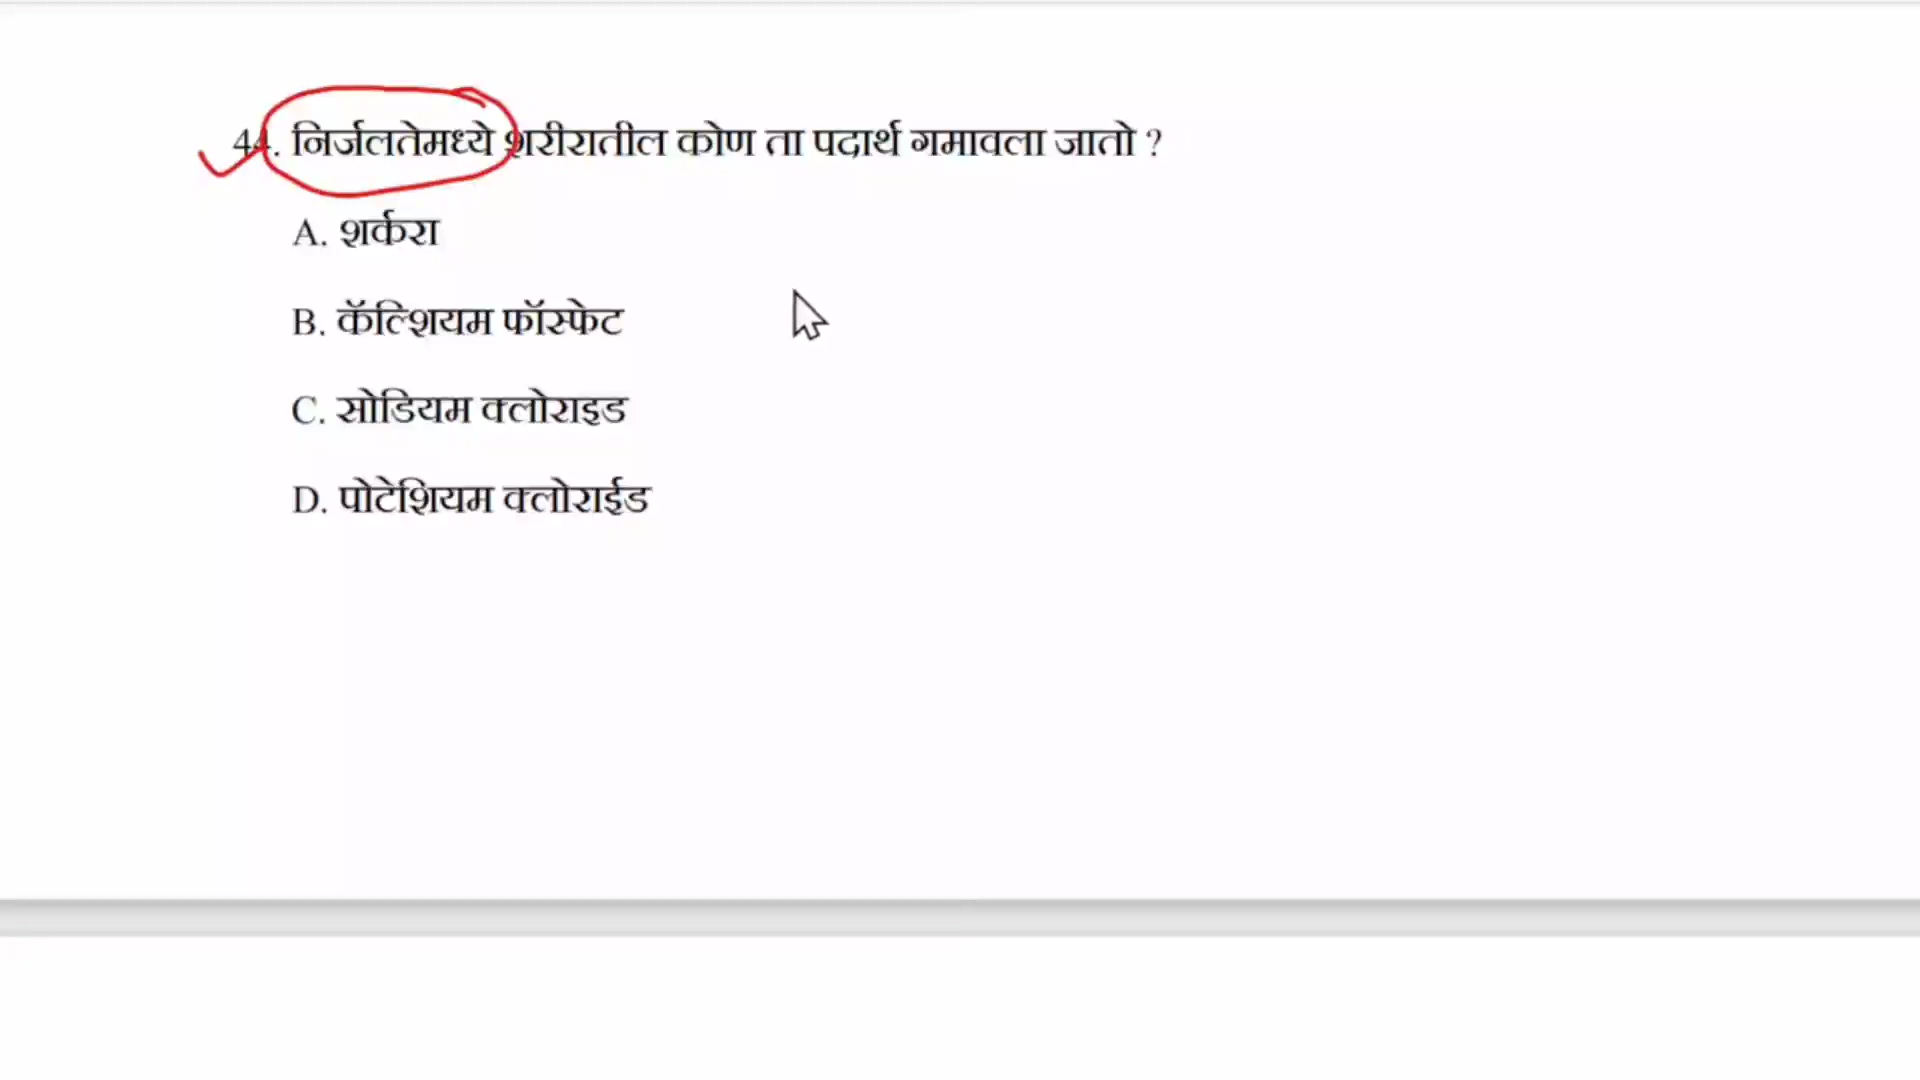 44. निर्जलतेमध्ये शरीरातील कोण ता पदार्थ गमावला जातो ?
A. शर्करा
B. कॅल्शियम फॉस्फेट
C. सोडियम क्लोराइड
D. पोटेशियम क्लोराईड